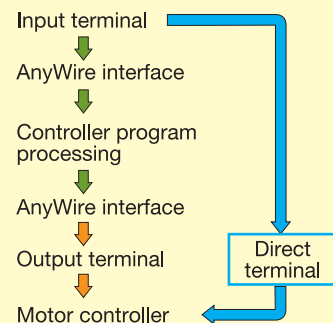 Input terminal
AnyWire interface
Controller program
processing
AnyWire interface
Output terminal
Motor controller
Direct
terminal